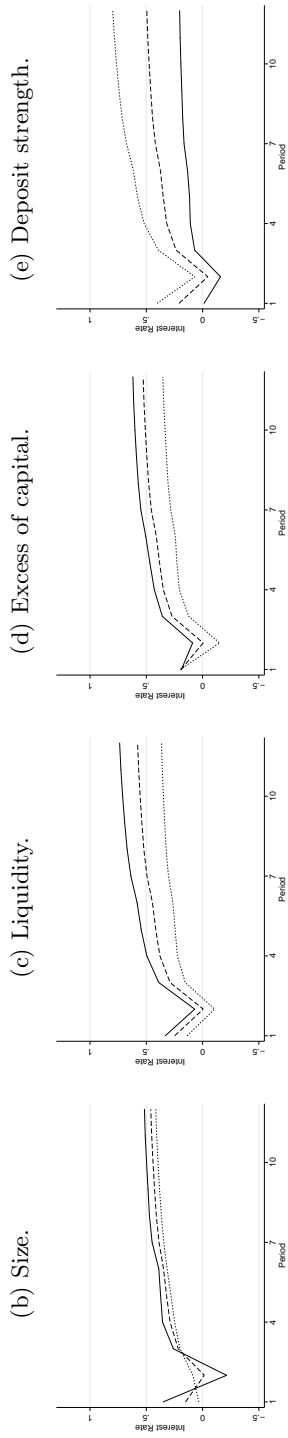 (b) Size.
Interest Rate
1
.5
0
-.5
1
4
7
10
Period
(c) Liquidity.
Interest Rate
1
.5
0
-.5
1
4
7
10
Period
(d) Excess of capital.
Interest Rate
1
.5
0
-.5
1
4
7
10
Period
(e) Deposit strength.
Interest Rate
1
.5
0
-.5
1
4
7
10
Period